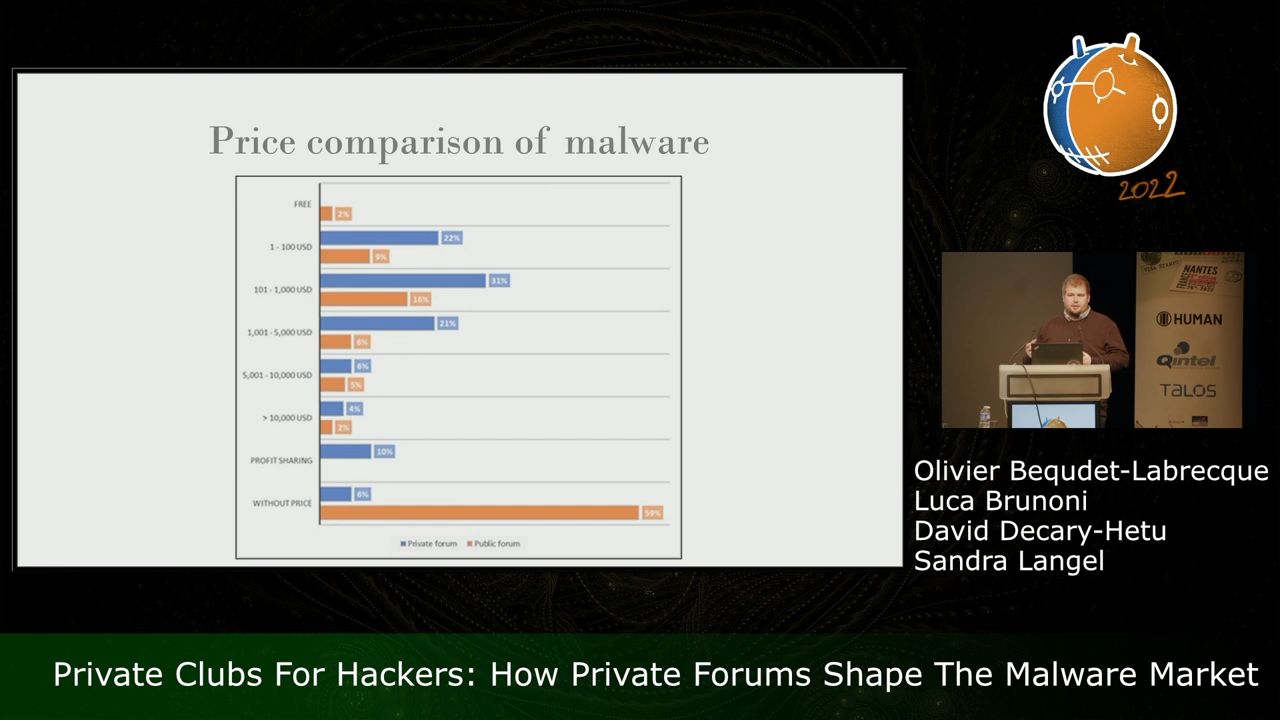 2022
Price comparison of malware
FREE
2%
1 - 100 USD
22%
9%
101 - 1,000 USD
31%
16%
1,001 - 5,000 USD
21%
6%
5,001 - 10,000 USD
6%
5%
> 10,000 USD
4%
2%
PROFIT SHARING
10%
WITHOUT PRICE
6%
59%
Private forum
Public forum
NANTES
HUMAN
Qintel
TALOS
Olivier Bequdet-Labrecque
Luca Brunoni
David Decary-Hetu
Sandra Langel
Private Clubs For Hackers: How Private Forums Shape The Malware Market